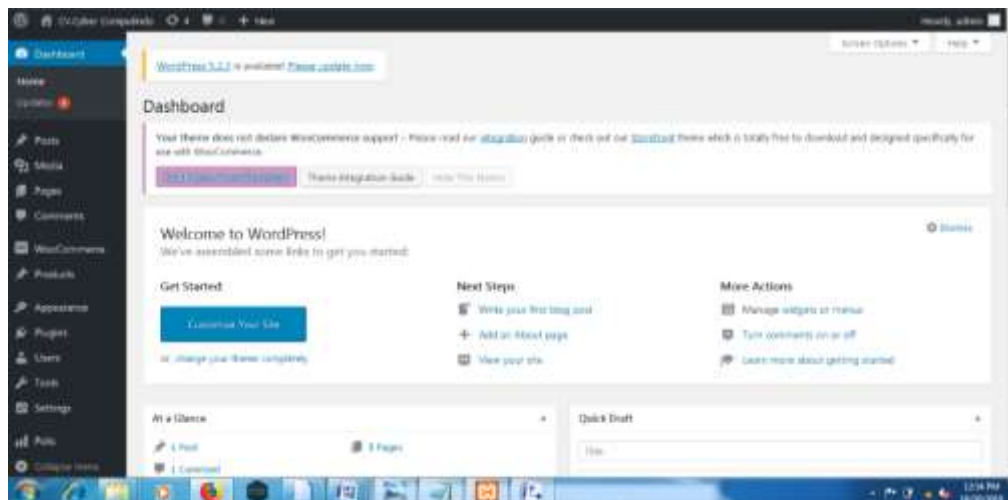 CV.Cyber Computindo 4 + New
Howdy, admin
Dashboard
Screen Options Help
Home
WordPress 5.2.3 is available! Please update now.
Updates
Dashboard
Your theme does not declare WooCommerce support – Please read our integration guide or check out our Storefront theme which is totally free to download and designed specifically for
use with WooCommerce.
Theme Integration Guide Hide This Notice
Posts
Media
Pages
Comments
WooCommerce
Products
Appearance
Plugins
Users
Tools
Settings
Polls
Collapse menu
Welcome to WordPress!
Dismiss
We've assembled some links to get you started:
Get Started
Customize Your Site
or, change your theme completely
Next Steps
Write your first blog post
Add an About page
View your site
More Actions
Manage widgets or menus
Turn comments on or off
Learn more about getting started
At a Glance
1 Post
Pages
1 Comment
Quick Draft
Title
12:14 PM